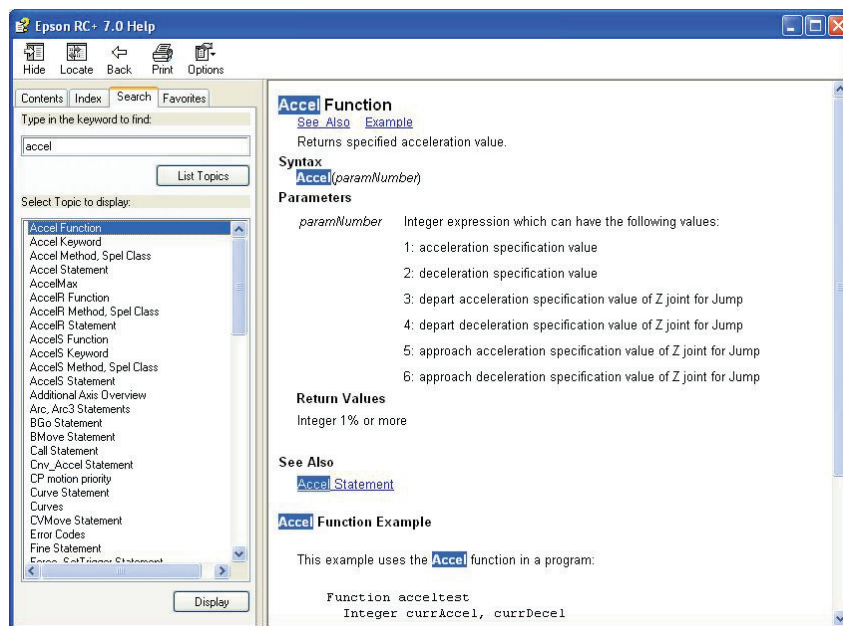 Epson RC+ 7.0 Help
Hide Locate Back Print Options
Contents Index Search Favorites
Type in the keyword to find:
accel
List Topics
Select Topic to display:
Accel Function
Accel Keyword
Accel Method, Spel Class
Accel Statement
AccelMax
AccelR Function
AccelR Method, Spel Class
AccelR Statement
AccelS Function
AccelS Keyword
AccelS Method, Spel Class
AccelS Statement
Additional Axis Overview
Arc, Arc3 Statements
BGo Statement
BMove Statement
Call Statement
Cnv_Accel Statement
CP motion priority
Curve Statement
Curves
CVMove Statement
Error Codes
Fine Statement
Force_SetTrigger Statement
Display
Accel Function
See Also Example
Returns specified acceleration value.
Syntax
Accel(paramNumber)
Parameters
paramNumber Integer expression which can have the following values:
1: acceleration specification value
2: deceleration specification value
3: depart acceleration specification value of Z joint for Jump
4: depart deceleration specification value of Z joint for Jump
5: approach acceleration specification value of Z joint for Jump
6: approach deceleration specification value of Z joint for Jump
Return Values
Integer 1% or more
See Also
Accel Statement
Accel Function Example
This example uses the Accel function in a program:
Function acceltest
Integer currAccel, currDecel